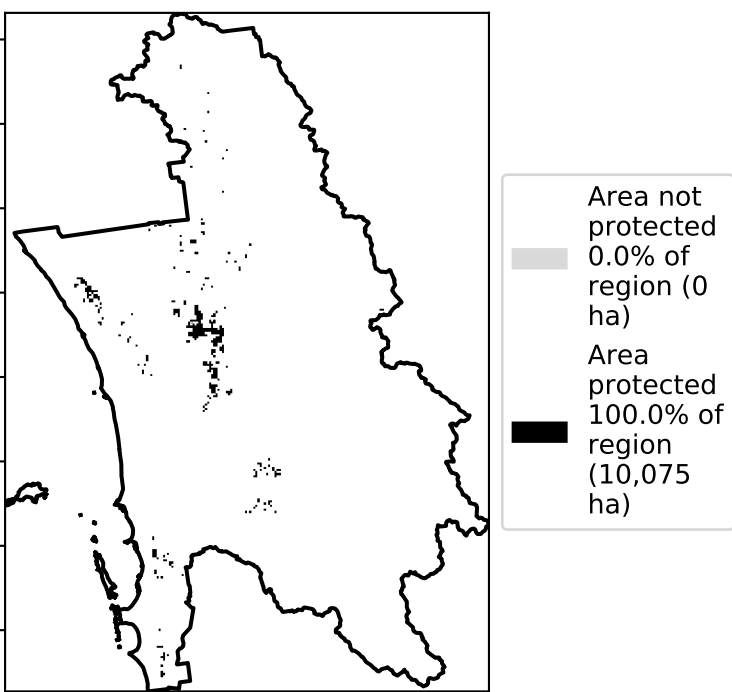 Area not
protected
0.0% of
region (0
ha)
Area
protected
100.0% of
region
(10,075
ha)